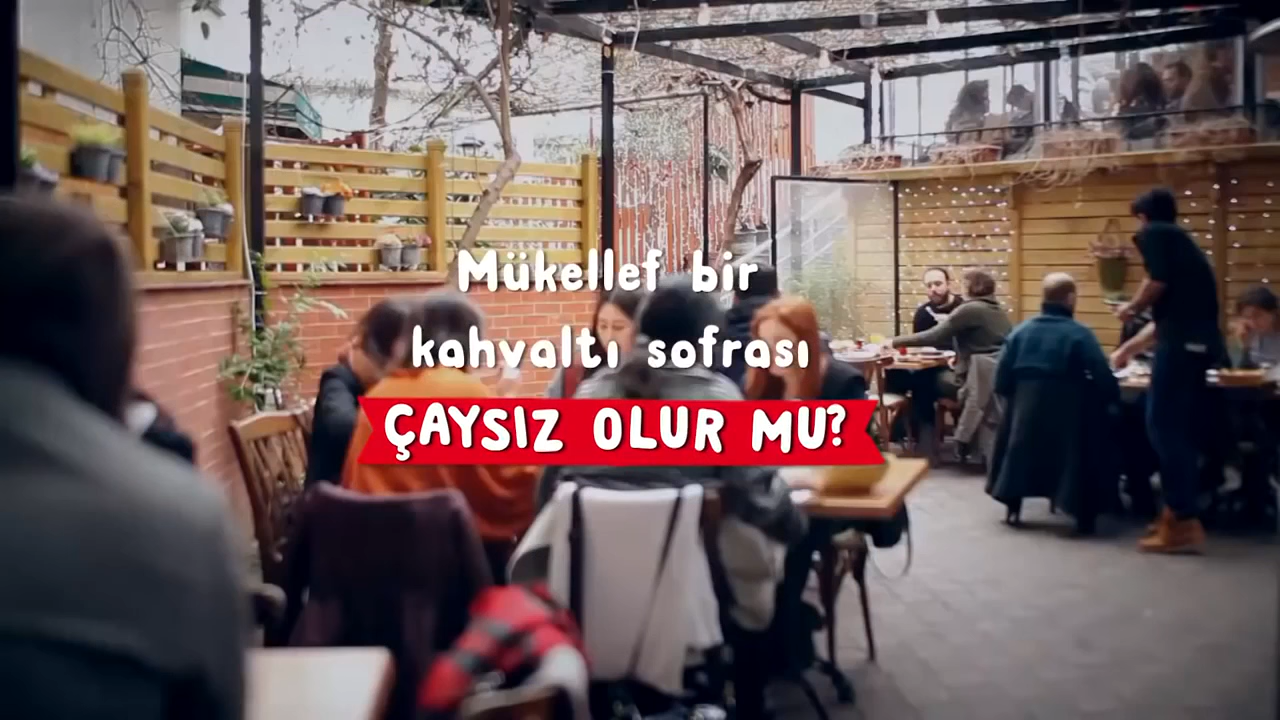 Mükellef bir
kahvaltı sofrası
ÇAYSIZ OLUR MU?